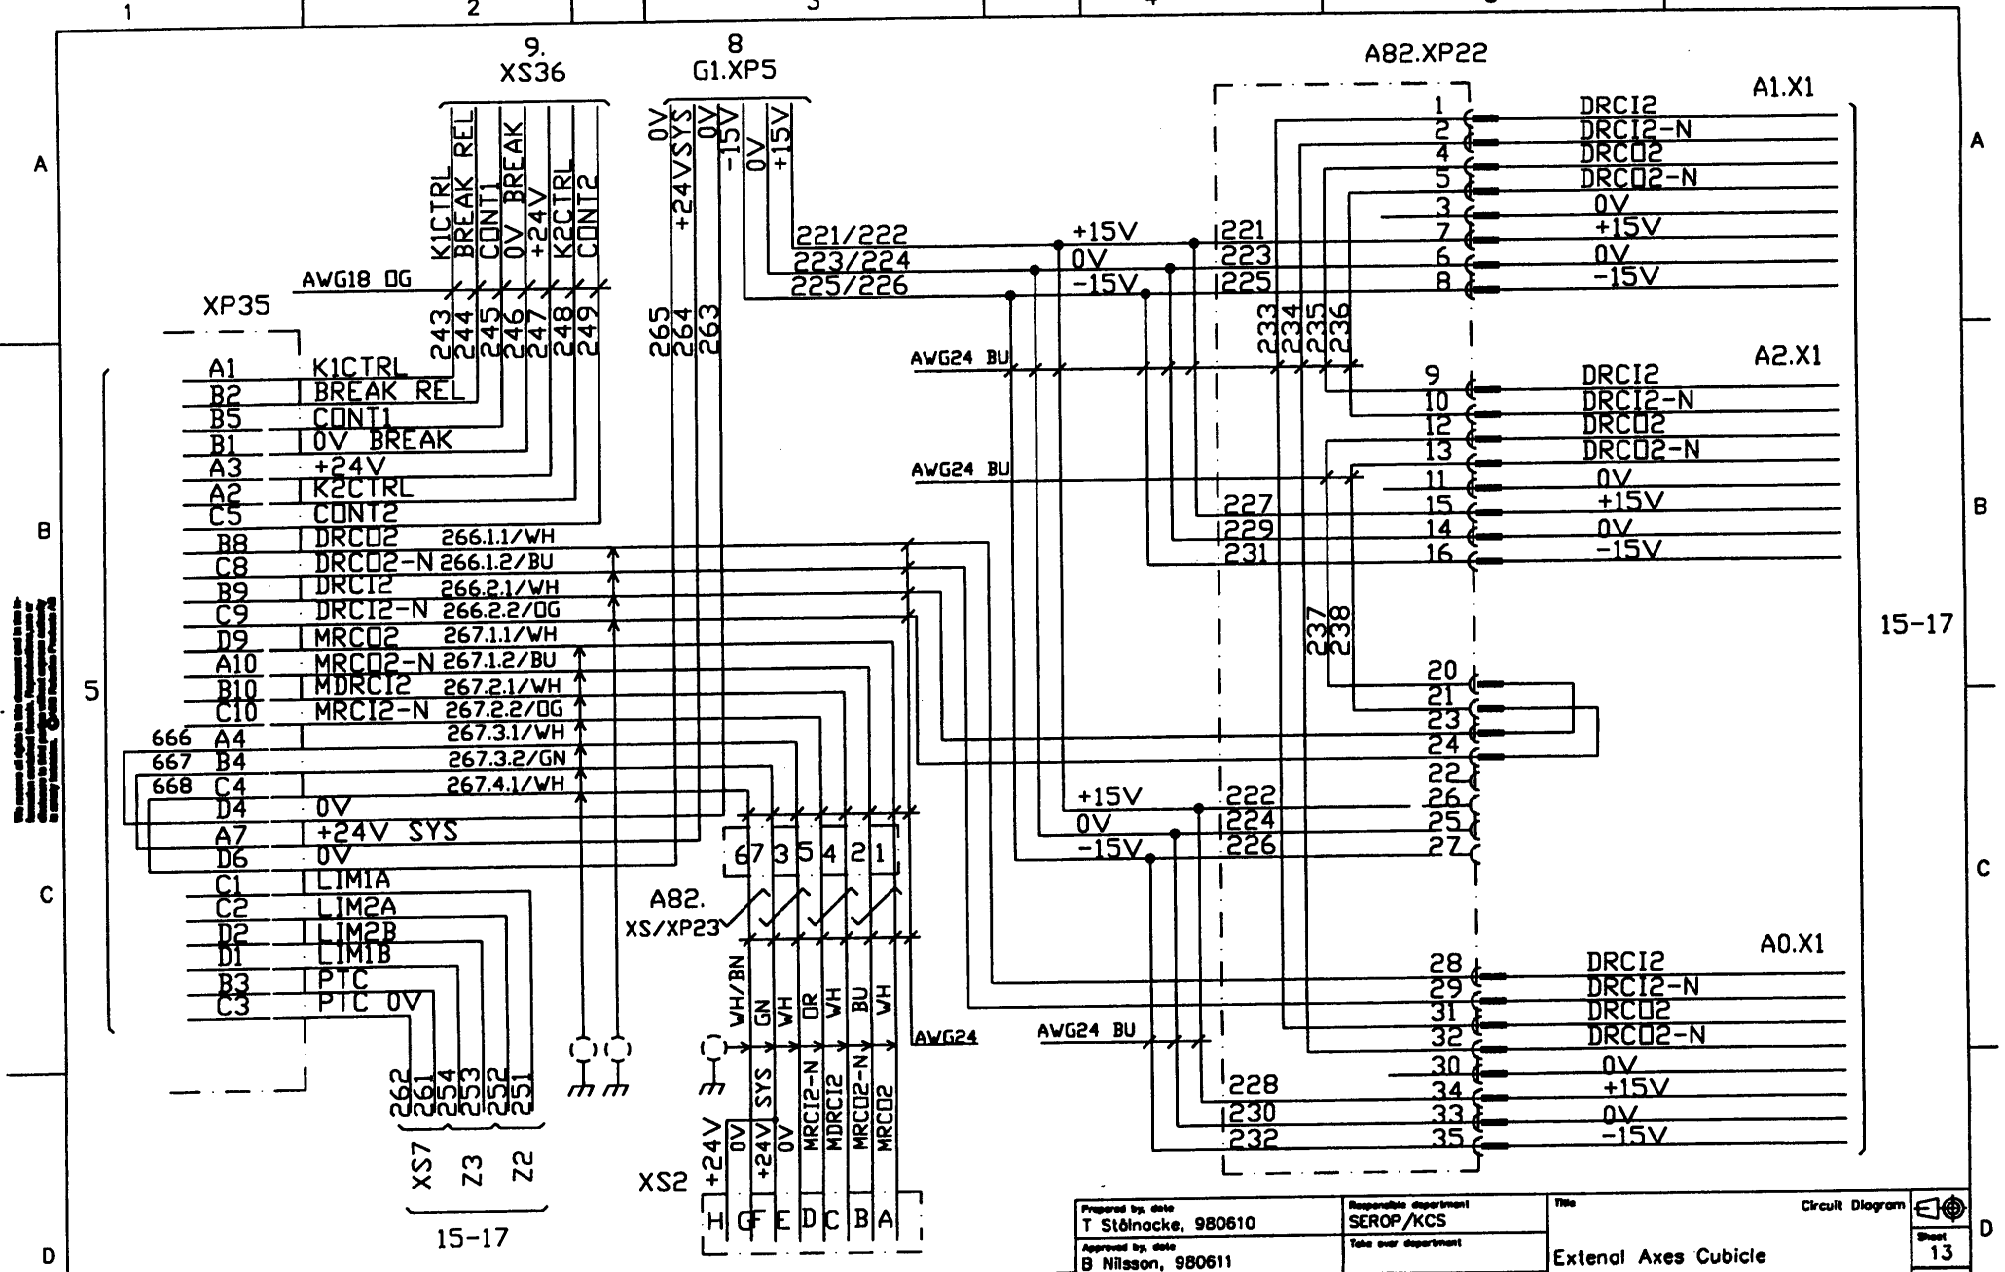 1 2 3 4
9.
XS36
8
G1.XP5
A82.XP22
A1.X1
A
A
K1CTRL
BREAK REL
CONT1
0V BREAK
+24V
K2CTRL
CONT2
0V
+24VSYS
0V
-15V
0V
+15V
AWG18 OG
243
244
245
246
247
248
249
265
264
263
221/222
223/224
225/226
+15V
0V
-15V
221
223
225
1 DRCI2
2 DRCI2-N
4 DRCO2
5 DRCO2-N
3 0V
7 +15V
6 0V
8 -15V
233
234
235
236
AWG24 BU
A2.X1
9 DRCI2
10 DRCI2-N
12 DRCO2
13 DRCO2-N
11 0V
15 +15V
14 0V
16 -15V
AWG24 BU
227
229
231
237
238
15-17
20
21
23
24
22
26
25
27
+15V
0V
-15V
222
224
226
A0.X1
28 DRCI2
29 DRCI2-N
31 DRCO2
32 DRCO2-N
30 0V
34 +15V
33 0V
35 -15V
228
230
232
AWG24 BU
XP35
A1 K1CTRL
B2 BREAK REL
B5 CONT1
B1 0V BREAK
A3 +24V
A2 K2CTRL
C5 CONT2
B8 DRCO2 266.1.1/WH
C8 DRCO2-N 266.1.2/BU
B9 DRCI2 266.2.1/WH
C9 DRCI2-N 266.2.2/OG
D9 MRCO2 267.1.1/WH
A10 MRCO2-N 267.1.2/BU
B10 MDRCI2 267.2.1/WH
C10 MRCI2-N 267.2.2/OG
666 A4 267.3.1/WH
667 B4 267.3.2/GN
668 C4 267.4.1/WH
D4 0V
A7 +24V SYS
D6 0V
C1 LIM1A
C2 LIM2A
D2 LIM2B
D1 LIM1B
B3 PTC
C3 PTC 0V
5
B
B
C
C
262
261
254
253
252
251
XS7
Z3
Z2
15-17
6 7 3 5 4 2 1
A82.
XS/XP23
WH/BN
GN
WH
OR
WH
BU
WH
AWG24
+24V
0V
+24V SYS
0V
MRCI2-N
MDRCI2
MRCO2-N
MRCO2
XS2
H G F E D C B A
D
D
Prepared by, date
T Stålnacke, 980610
Approved by, date
B Nilsson, 980611
Responsible department
SEROP/KCS
Take over department
Title
Circuit Diagram
Extenal Axes Cubicle
Sheet
13